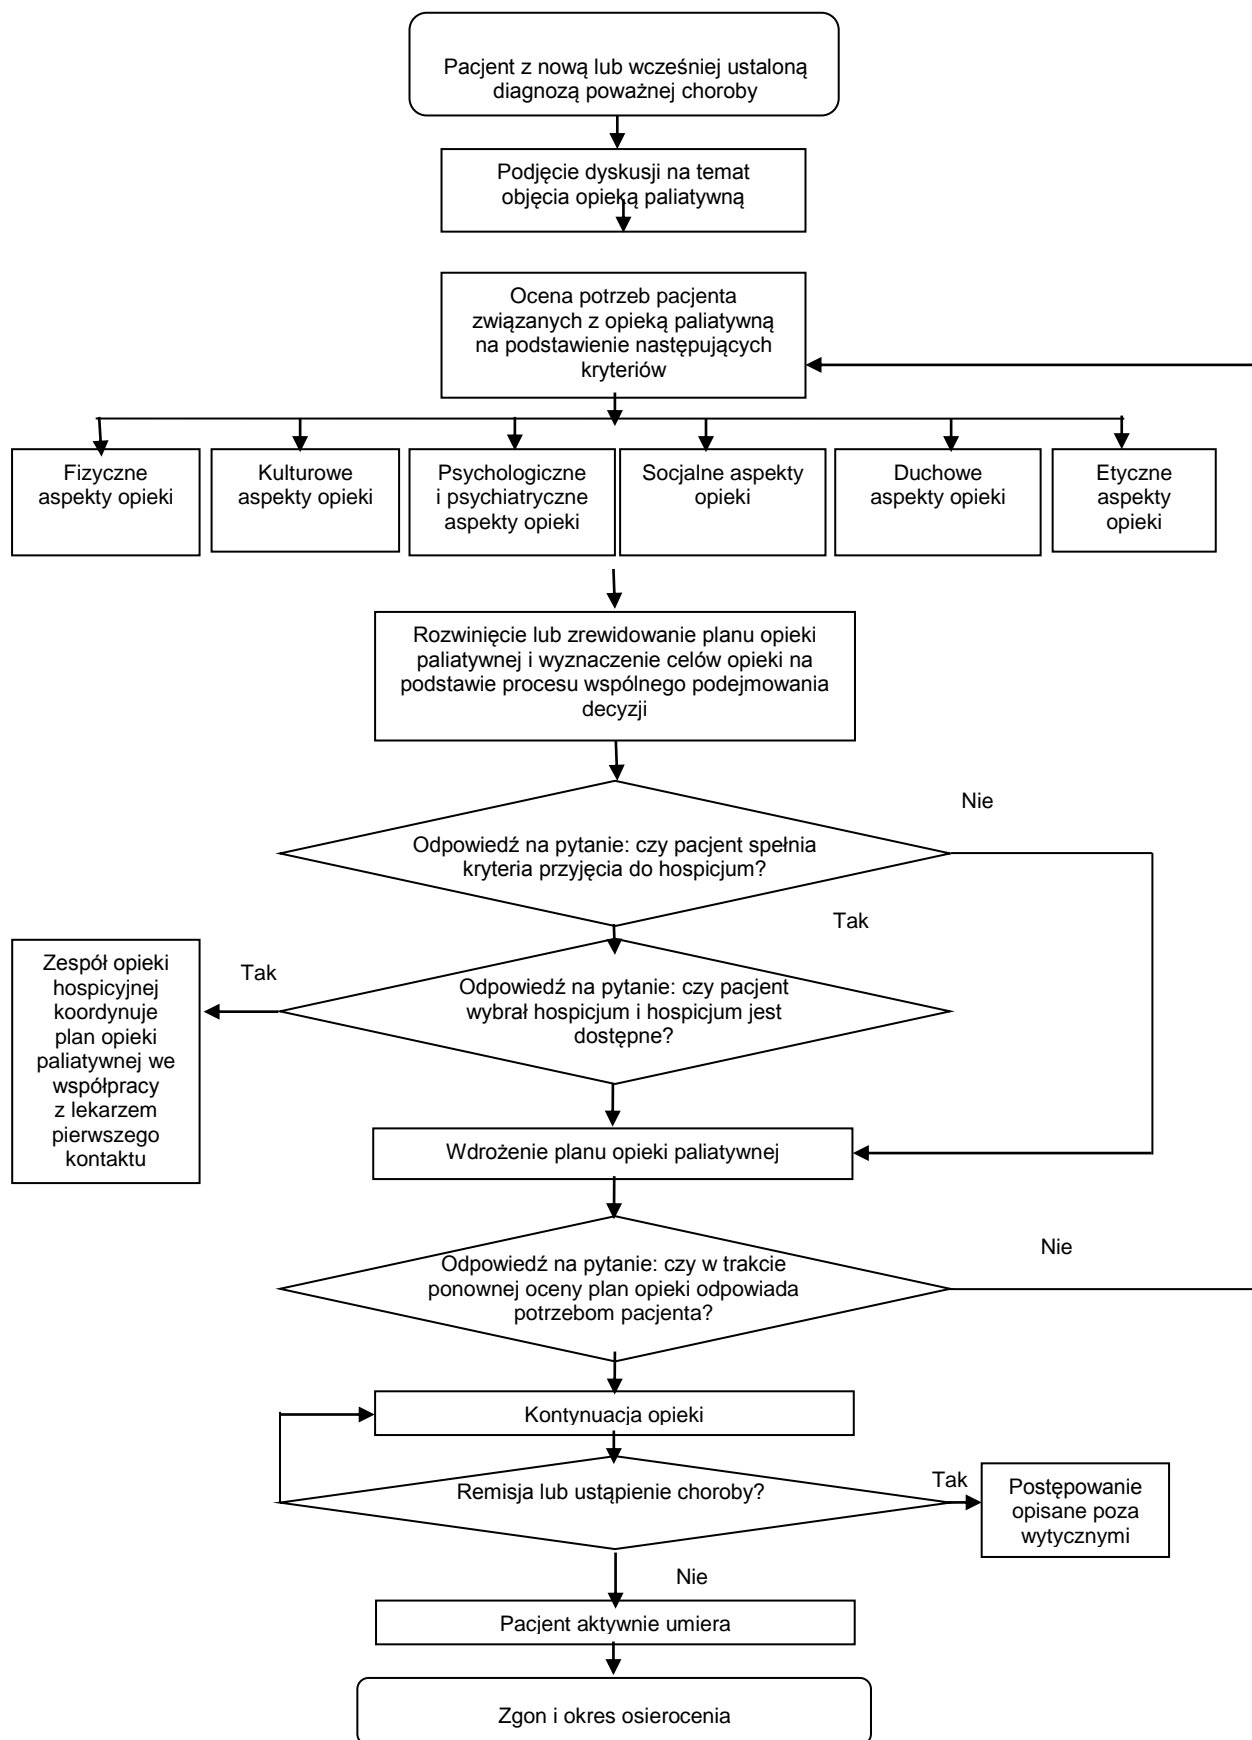 Pacjent z nową lub wcześniej ustaloną
diagnozą poważnej choroby
Podjęcie dyskusji na temat
objęcia opieką paliatywną
Ocena potrzeb pacjenta
związanych z opieką paliatywną
na podstawienie następujących
kryteriów
Fizyczne
aspekty opieki
Kulturowe
aspekty opieki
Psychologiczne
i psychiatryczne
aspekty opieki
Socjalne aspekty
opieki
Duchowe
aspekty opieki
Etyczne
aspekty
opieki
Rozwinięcie lub zrewidowanie planu opieki
paliatywnej i wyznaczenie celów opieki na
podstawie procesu wspólnego podejmowania
decyzji
Nie
Odpowiedź na pytanie: czy pacjent spełnia
kryteria przyjęcia do hospicjum?
Tak
Zespół opieki
hospicyjnej
koordynuje
plan opieki
paliatywnej we
współpracy
z lekarzem
pierwszego
kontaktu
Tak
Odpowiedź na pytanie: czy pacjent
wybrał hospicjum i hospicjum jest
dostępne?
Wdrożenie planu opieki paliatywnej
Nie
Odpowiedź na pytanie: czy w trakcie
ponownej oceny plan opieki odpowiada
potrzebom pacjenta?
Kontynuacja opieki
Remisja lub ustąpienie choroby?
Tak
Postępowanie
opisane poza
wytycznymi
Nie
Pacjent aktywnie umiera
Zgon i okres osierocenia